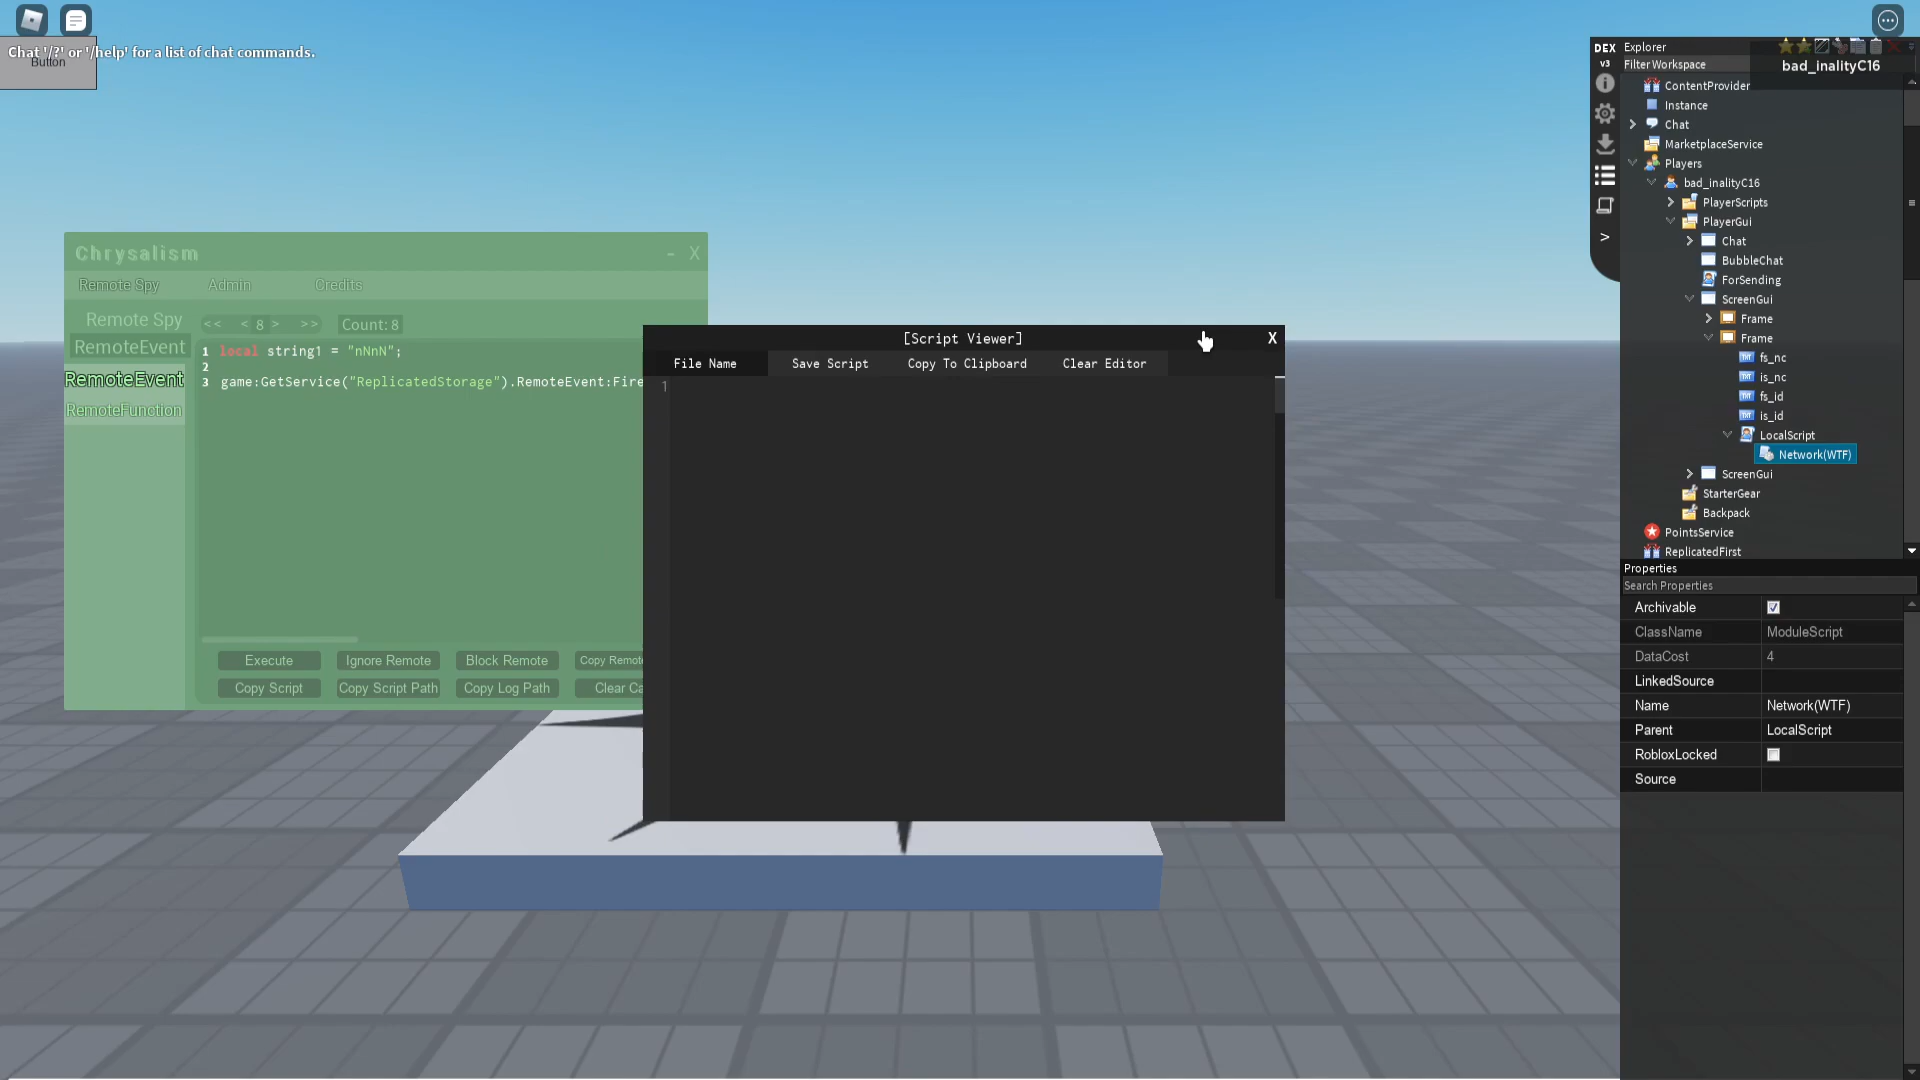 Chat '/?' or '/help' for a list of chat commands.
Button
Chrysalism
- X
Remote Spy Admin Credits
Remote Spy
RemoteEvent
RemoteEvent
RemoteFunction
<< < 8 > >> Count: 8
1 local string1 = "nNnN";
2
3 game:GetService("ReplicatedStorage").RemoteEvent:Fire
Execute Ignore Remote Block Remote Copy Remote
Copy Script Copy Script Path Copy Log Path Clear Ca
[Script Viewer] X
File Name Save Script Copy To Clipboard Clear Editor
1
DEX
v3
>
Explorer
Filter Workspace
bad_inalityC16
ContentProvider
Instance
Chat
MarketplaceService
Players
bad_inalityC16
PlayerScripts
PlayerGui
Chat
BubbleChat
ForSending
ScreenGui
Frame
Frame
fs_nc
is_nc
fs_id
is_id
LocalScript
Network(WTF)
ScreenGui
StarterGear
Backpack
PointsService
ReplicatedFirst
Properties
Search Properties
Archivable
ClassName ModuleScript
DataCost 4
LinkedSource
Name Network(WTF)
Parent LocalScript
RobloxLocked
Source